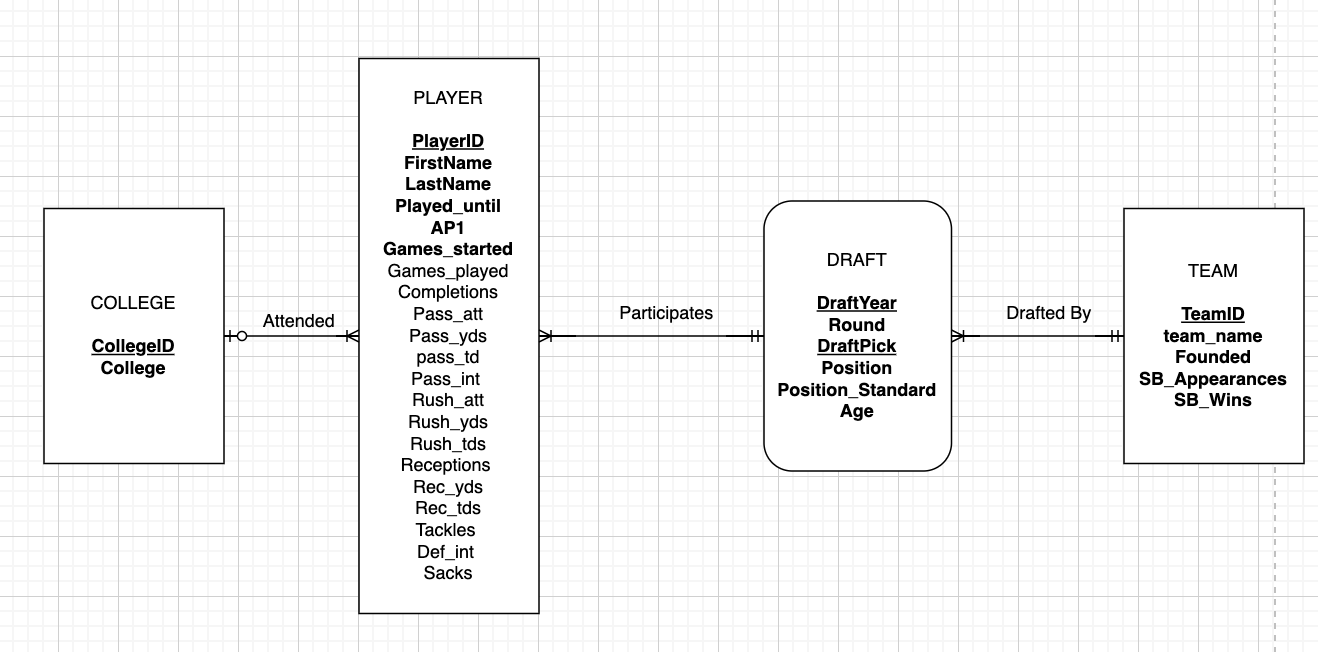 COLLEGE
CollegeID
College
Attended
PLAYER
PlayerID
FirstName
LastName
Played_until
AP1
Games_started
Games_played
Completions
Pass_att
Pass_yds
pass_td
Pass_int
Rush_att
Rush_yds
Rush_tds
Receptions
Rec_yds
Rec_tds
Tackles
Def_int
Sacks
Participates
DRAFT
DraftYear
Round
DraftPick
Position
Position_Standard
Age
Drafted By
TEAM
TeamID
team_name
Founded
SB_Appearances
SB_Wins